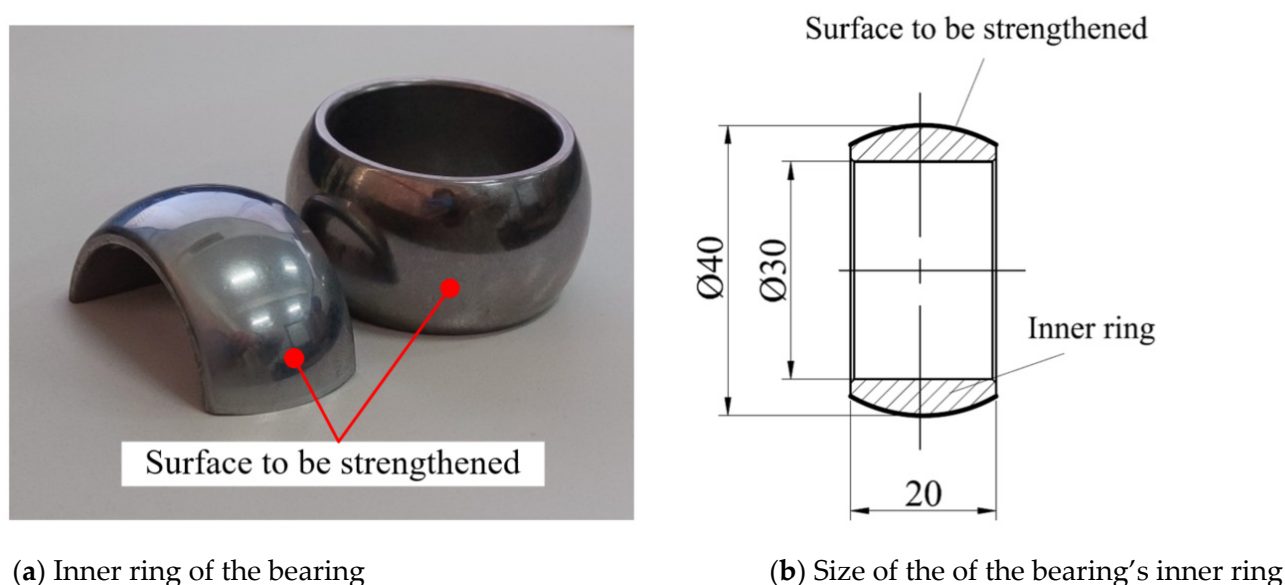 Surface to be strengthened
Surface to be strengthened
Ø40
Ø30
Inner ring
20
(a) Inner ring of the bearing
(b) Size of the of the bearing’s inner ring